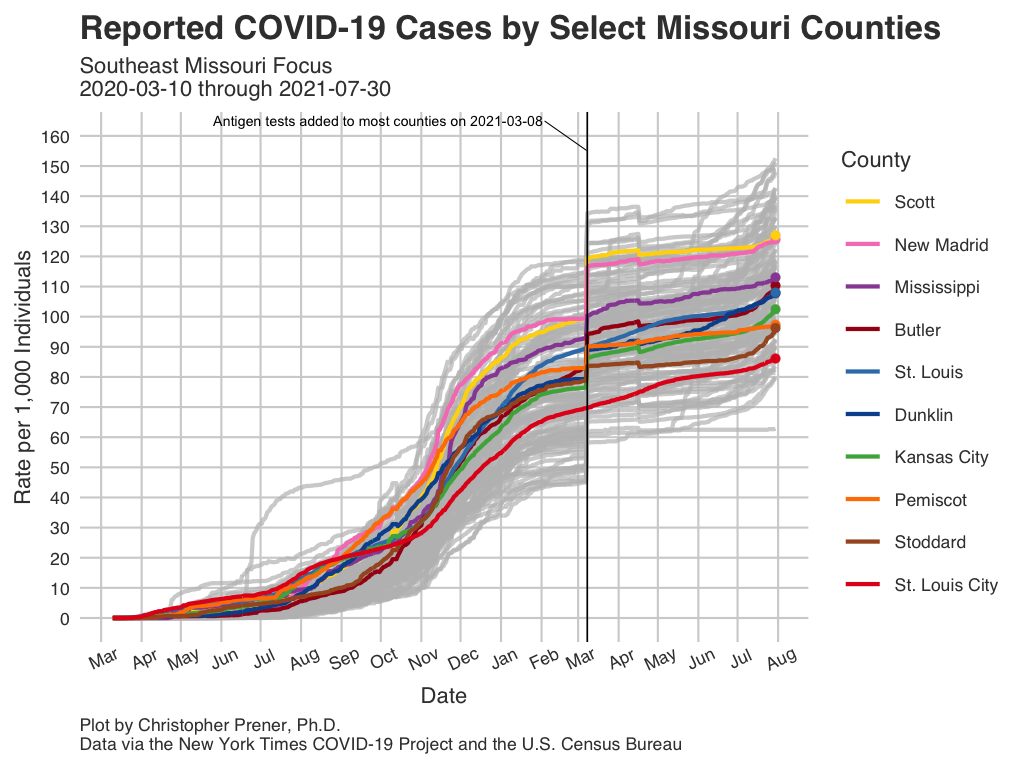 Reported COVID-19 Cases by Select Missouri Counties
Southeast Missouri Focus
2020-03-10 through 2021-07-30
Antigen tests added to most counties on 2021-03-08
160
150
140
130
120
110
100
90
80
70
60
50
40
30
20
10
0
Rate per 1,000 Individuals
Mar Apr May Jun Jul Aug Sep Oct Nov Dec Jan Feb Mar Apr May Jun Jul Aug
Date
County
Scott
New Madrid
Mississippi
Butler
St. Louis
Dunklin
Kansas City
Pemiscot
Stoddard
St. Louis City
Plot by Christopher Prener, Ph.D.
Data via the New York Times COVID-19 Project and the U.S. Census Bureau